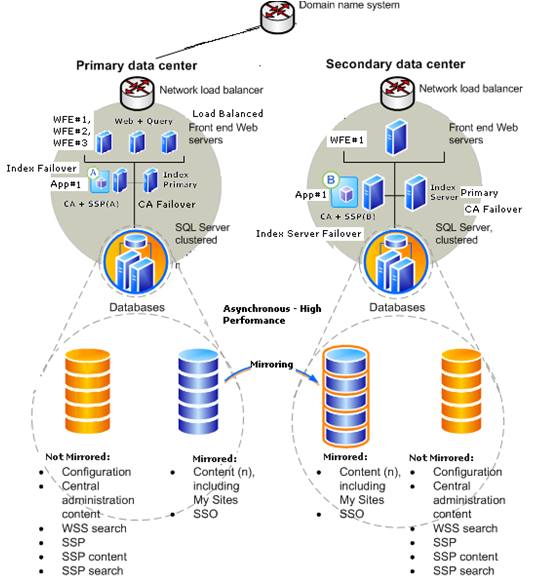 Domain name system
Primary data center
Secondary data center
Network load balancer
Network load balancer
WFE#1,
WFE#2,
WFE#3
Web + Query
Load Balanced
Front end Web
servers
WFE#1
Front end Web
servers
Index Failover
App#1
A
Index
Primary
CA + SSP(A)
CA Failover
App#1
B
Index
Server
Primary
CA Failover
CA + SSP(B)
SQL Server
clustered
Index Server Failover
SQL Server,
clustered
Databases
Databases
Asynchronous - High
Performance
Mirroring
Not Mirrored:
• Configuration
• Central
administration
content
• WSS search
• SSP
• SSP content
• SSP search
Mirrored:
• Content (n),
including
My Sites
• SSO
Mirrored:
• Content (n),
including
My Sites
• SSO
Not Mirrored:
• Configuration
• Central
administration
content
• WSS search
• SSP
• SSP content
• SSP search